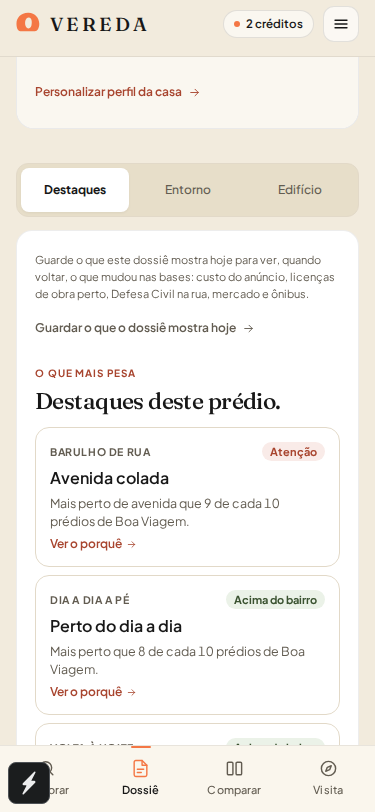 VEREDA
2 créditos
Personalizar perfil da casa →
Destaques
Entorno
Edifício
Guarde o que este dossiê mostra hoje para ver, quando
voltar, o que mudou nas bases: custo do anúncio, licenças
de obra perto, Defesa Civil na rua, mercado e ônibus.
Guardar o que o dossiê mostra hoje →
O QUE MAIS PESA
Destaques deste prédio.
BARULHO DE RUA
Atenção
Avenida colada
Mais perto de avenida que 9 de cada 10
prédios de Boa Viagem.
Ver o porquê →
DIA A DIA A PÉ
Acima do bairro
Perto do dia a dia
Mais perto que 8 de cada 10 prédios de Boa
Viagem.
Ver o porquê →
Dossiê
Comparar
Visita